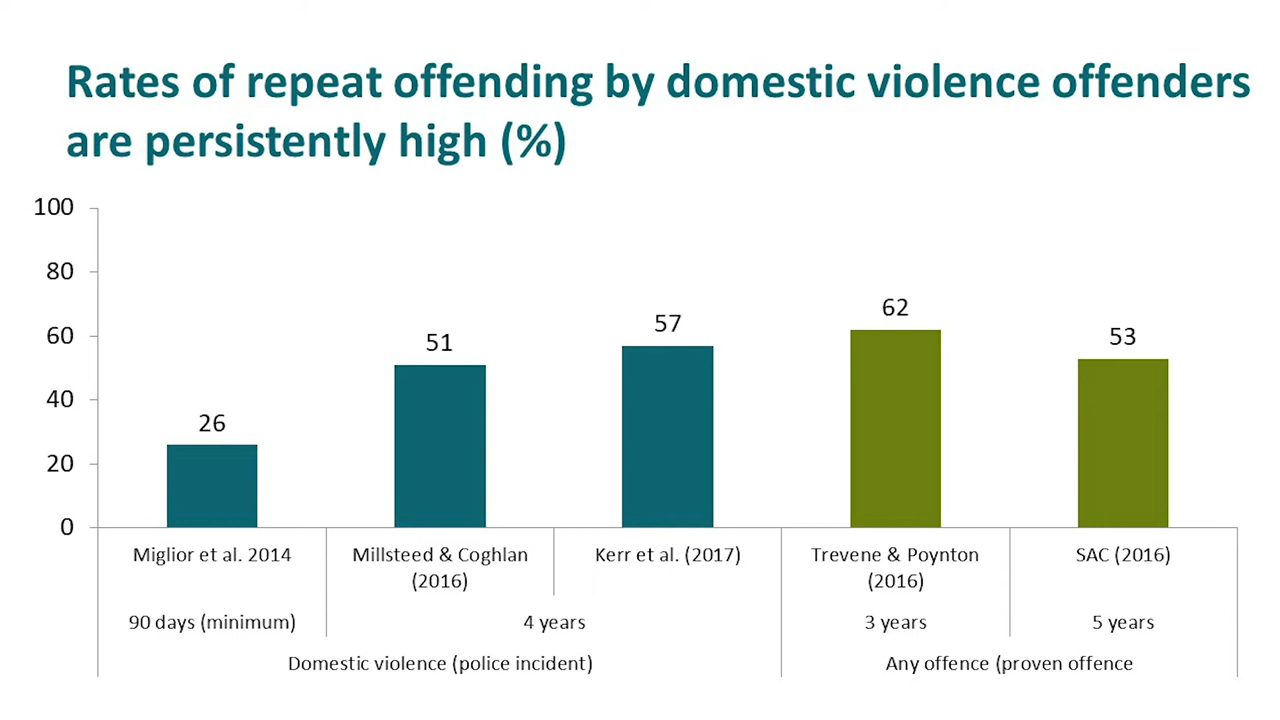 Rates of repeat offending by domestic violence offenders
are persistently high (%)
100
80
60
40
20
0
26
51
57
62
53
Miglior et al. 2014
Millsteed & Coghlan
(2016)
Kerr et al. (2017)
Trevene & Poynton
(2016)
SAC (2016)
90 days (minimum)
4 years
3 years
5 years
Domestic violence (police incident)
Any offence (proven offence